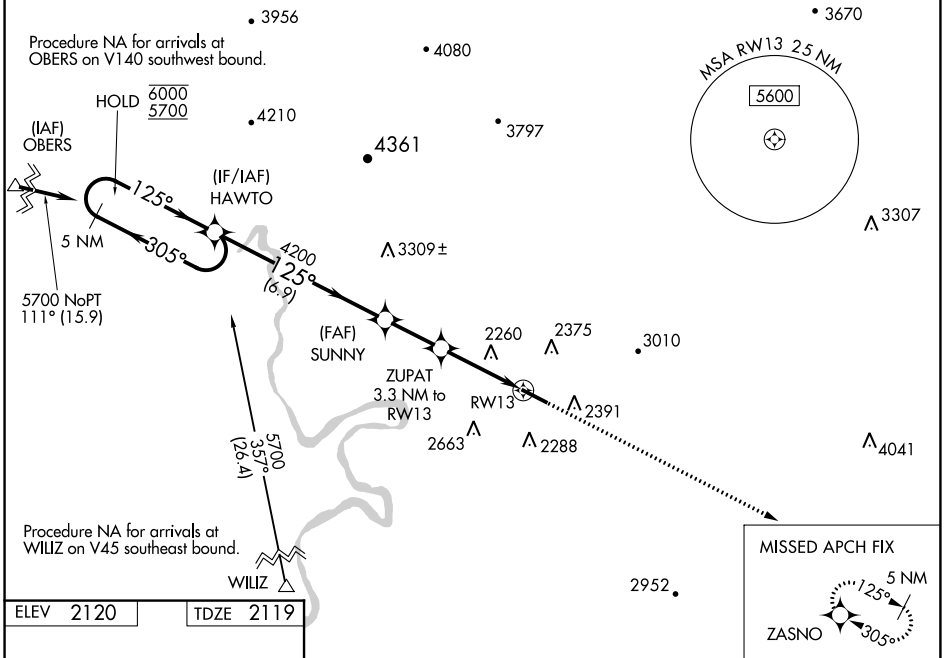 3956
3670
Procedure NA for arrivals at
OBERS on V140 southwest bound.
4080
MSA RW13 25 NM
5600
HOLD 6000
5700
4210
3797
(IAF)
OBERS
4361
(IF/IAF)
HAWTO
125°
3307
3309±
5 NM
305°
4200
125°
(6.9)
5700 NoPT
111° (15.9)
(FAF)
SUNNY
2260
2375
3010
ZUPAT
3.3 NM to
RW13
RW13
2391
2663
2288
4041
5700
357°
(26.4)
Procedure NA for arrivals at
WILIZ on V45 southeast bound.
WILIZ
2952
MISSED APCH FIX
5 NM
125°
305°
ZASNO
ELEV 2120
TDZE 2119